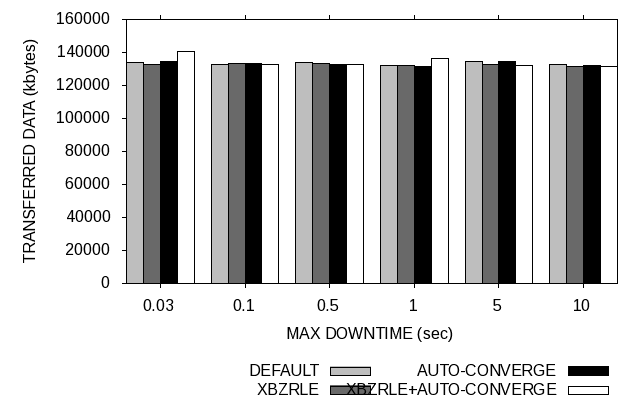 160000
140000
120000
100000
80000
60000
40000
20000
0
TRANSFERRED DATA (kbytes)
0.03 0.1 0.5 1 5 10
MAX DOWNTIME (sec)
DEFAULT AUTO-CONVERGE
XBZRLE XBZRLE+AUTO-CONVERGE